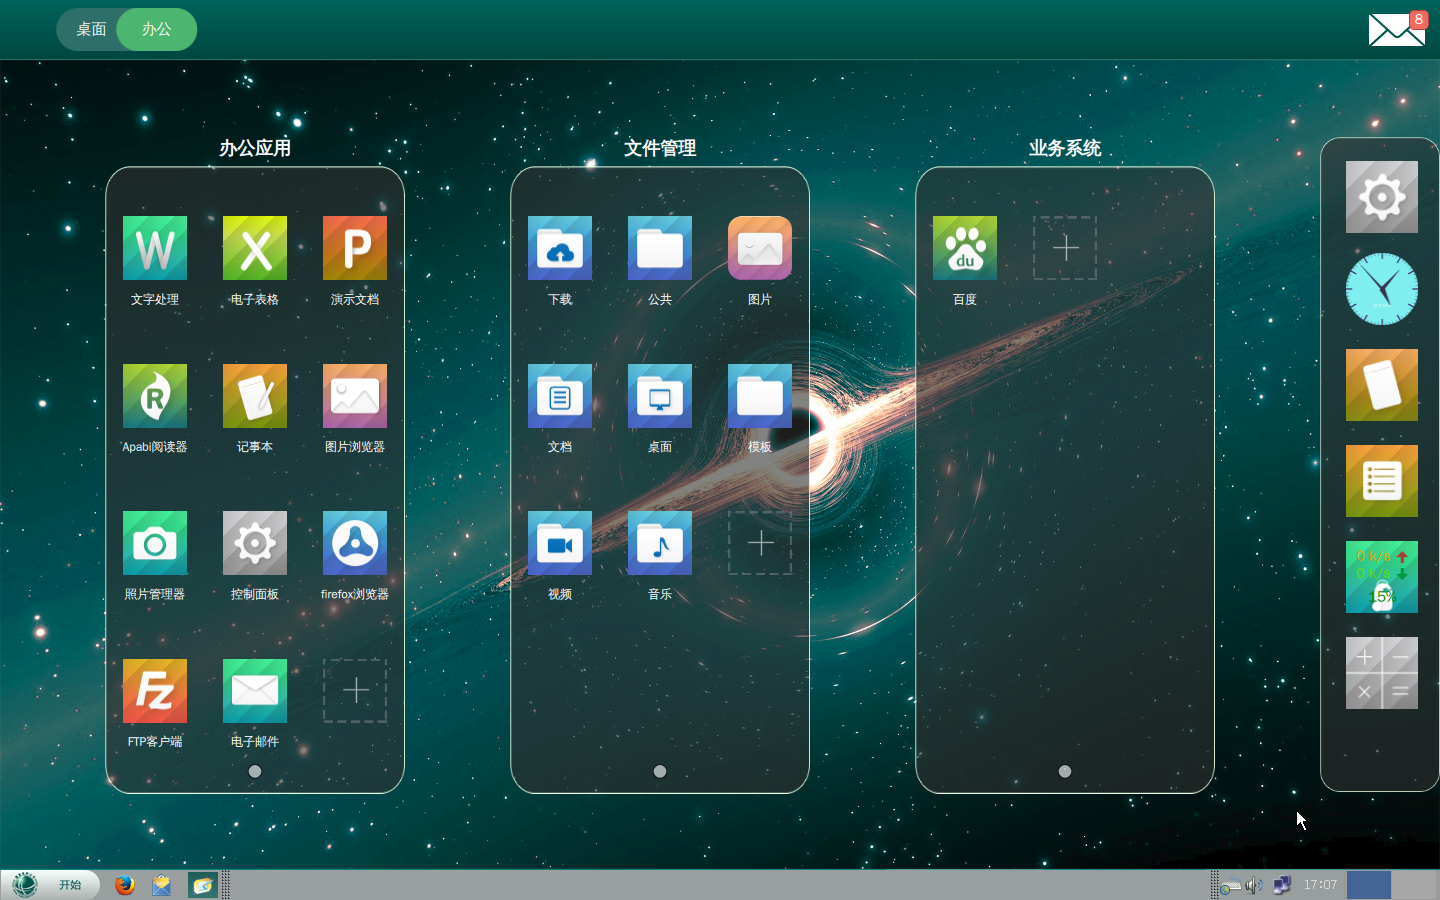 桌面 办公
8
办公应用 文件管理 业务系统
W X P
文字处理 电子表格 演示文档 下载 公共 图片 du 百度
R
Apabi阅读器 记事本 图片浏览器 文档 桌面 模板
照片管理器 控制面板 firefox浏览器 视频 音乐
0 k/s
0 k/s
15%
Fz
FTP客户端 电子邮件
开始 17:07